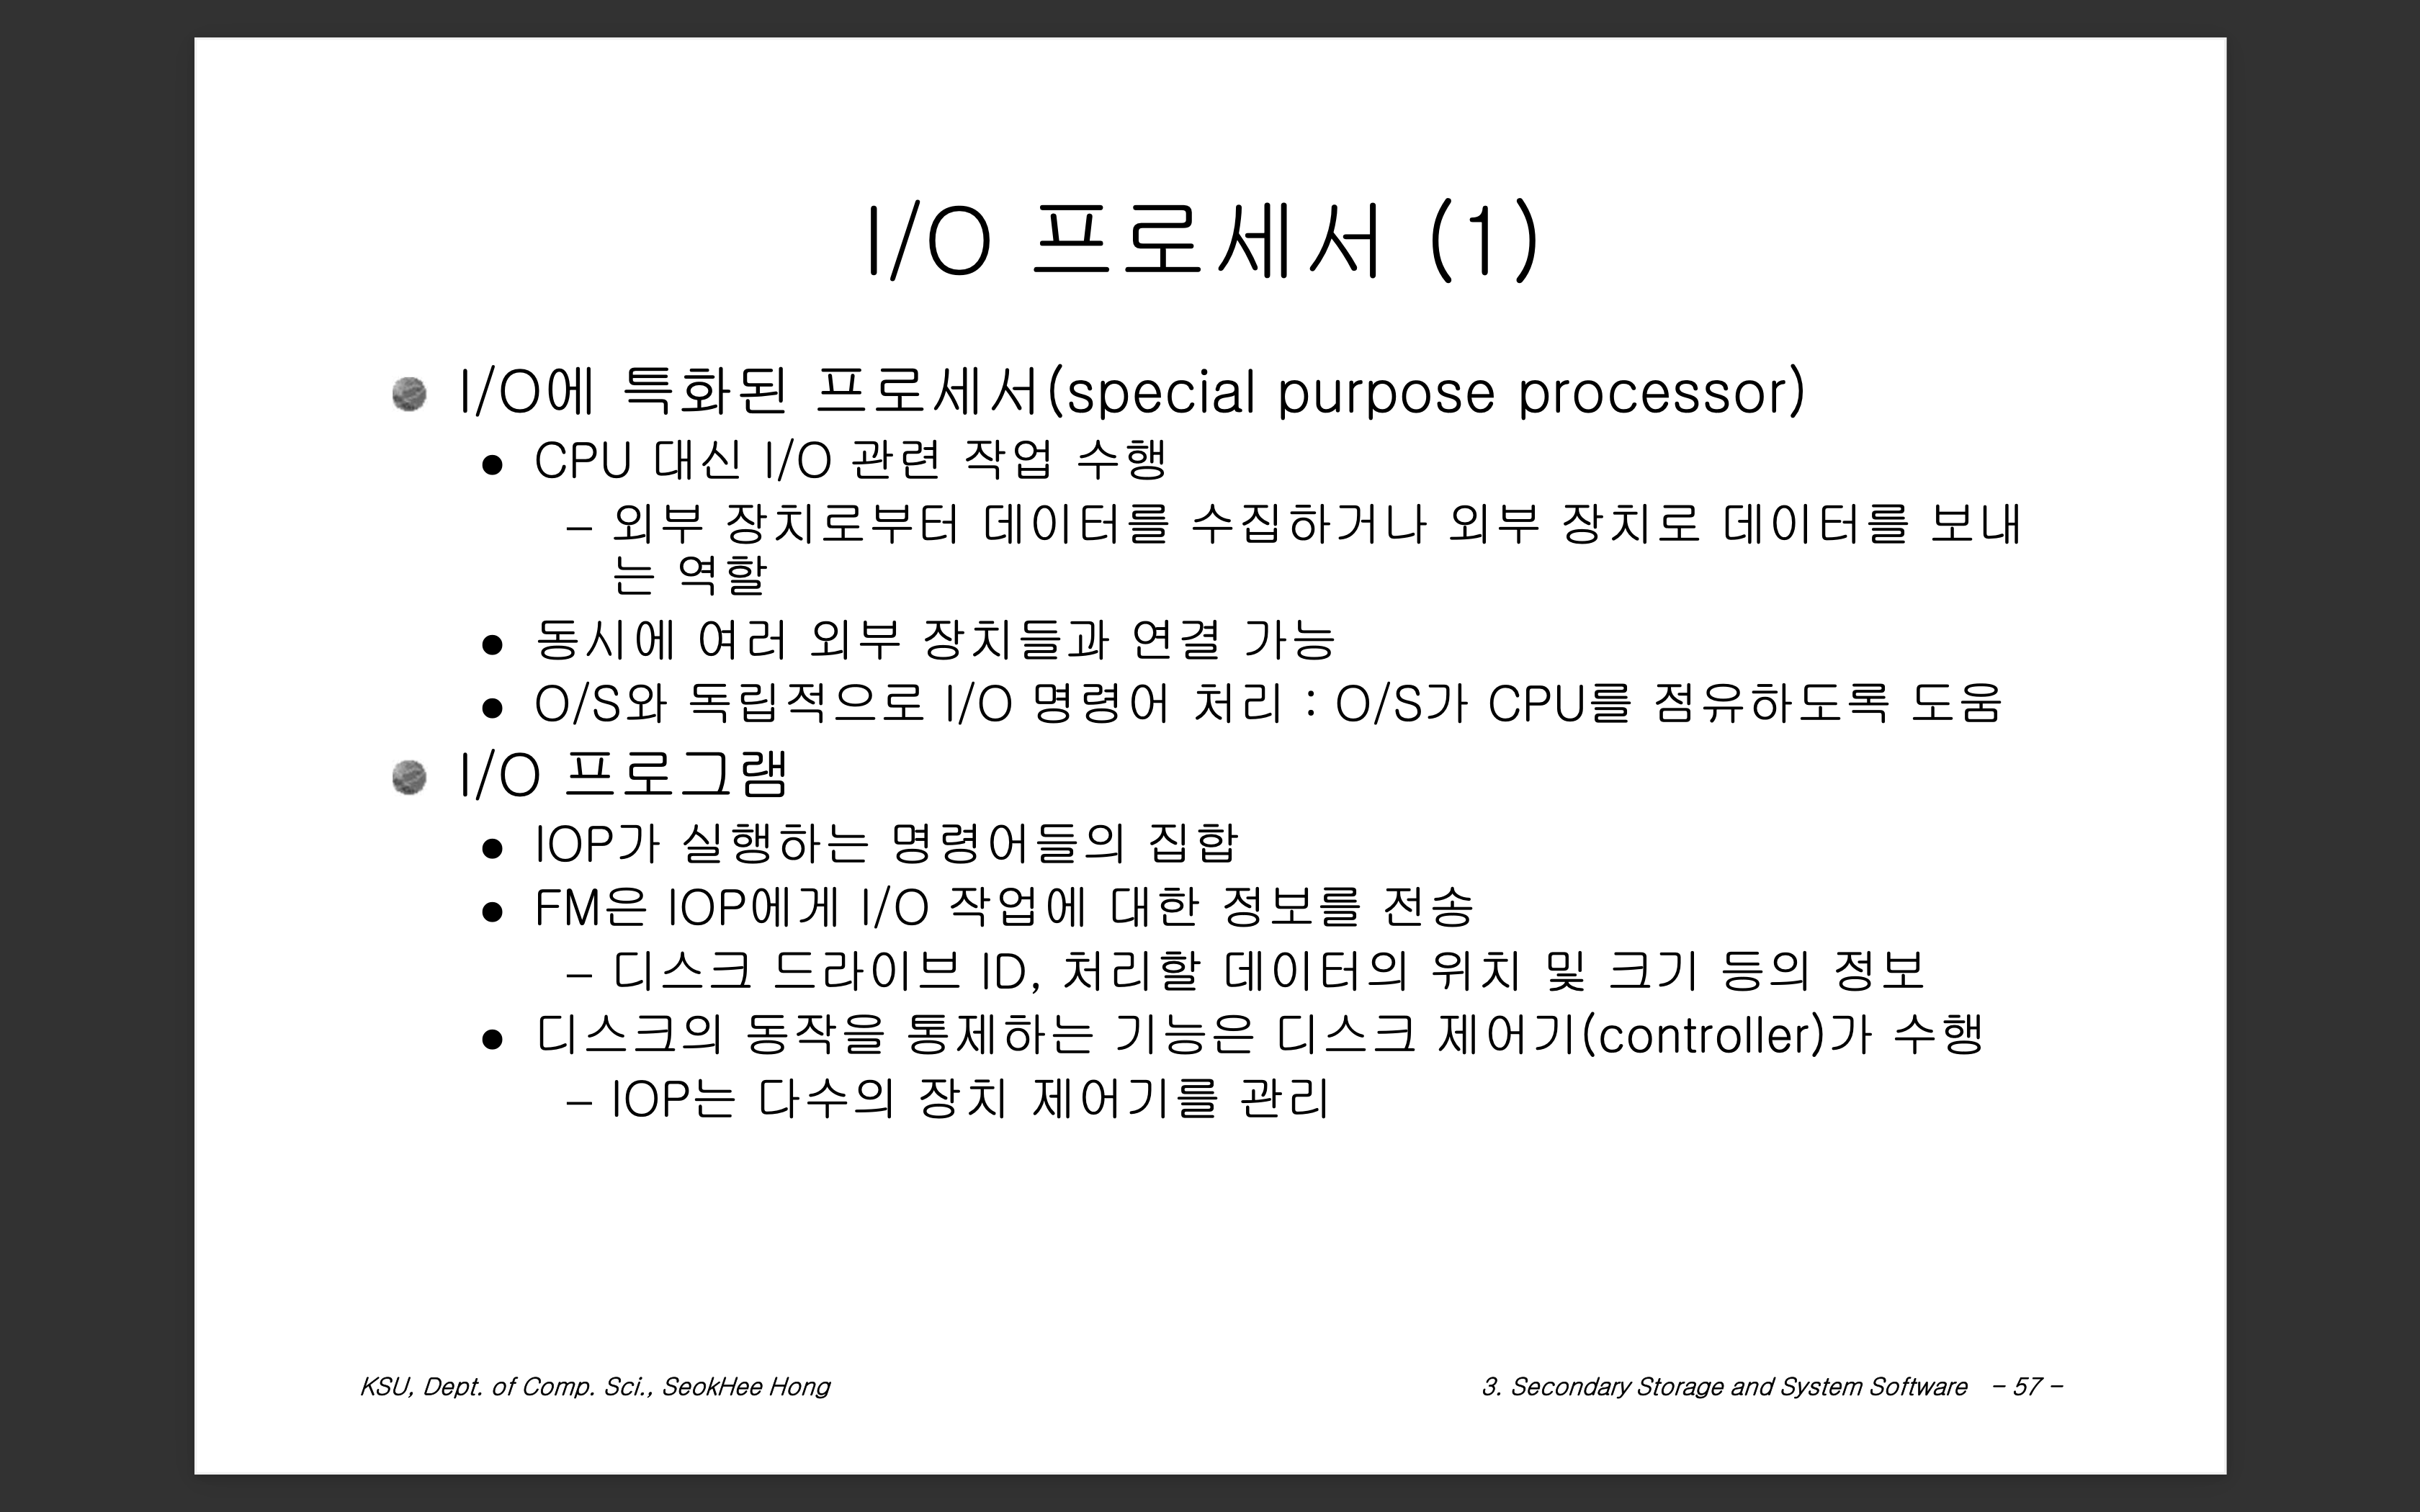 I/O 프로세서 (1)
I/O에 특화된 프로세서(special purpose processor)
● CPU 대신 I/O 관련 작업 수행
– 외부 장치로부터 데이터를 수집하거나 외부 장치로 데이터를 보내
는 역할
● 동시에 여러 외부 장치들과 연결 가능
● O/S와 독립적으로 I/O 명령어 처리 : O/S가 CPU를 점유하도록 도움
I/O 프로그램
● IOP가 실행하는 명령어들의 집합
● FM은 IOP에게 I/O 작업에 대한 정보를 전송
– 디스크 드라이브 ID, 처리할 데이터의 위치 및 크기 등의 정보
● 디스크의 동작을 통제하는 기능은 디스크 제어기(controller)가 수행
– IOP는 다수의 장치 제어기를 관리
KSU, Dept. of Comp. Sci., SeokHee Hong
3. Secondary Storage and System Software – 57 –